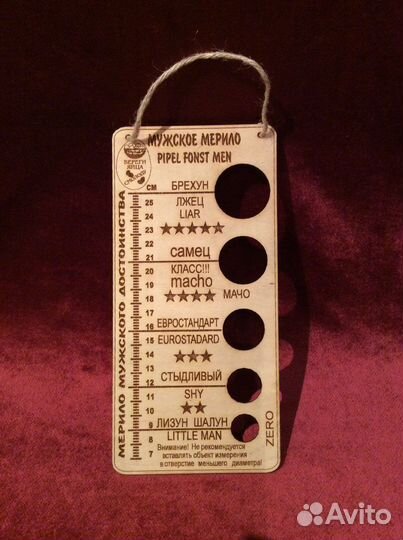 МУЖСКОЕ МЕРИЛО
PIPEL FONST MEN
БЕРЕГИ
ЯЙЦА
СМОЛОДУ
МЕРИЛО МУЖСКОГО ДОСТОИНСТВА
СМ
БРЕХУН
25
ЛЖЕЦ
24
LIAR
23
★★★★★
22
самец
21
20
КЛАСС!!!
19
macho
18
★★★★ МАЧО
17
ЕВРОСТАНДАРТ
16
15
EUROSTADARD
14
★★★
13
СТЫДЛИВЫЙ
12
11
SHY
10
★★
9
ЛИЗУН ШАЛУН
8
LITTLE MAN
7
ZERO
Внимание! Не рекомендуется
вставлять объект измерения
в отверстие меньшего диаметра!
Avito